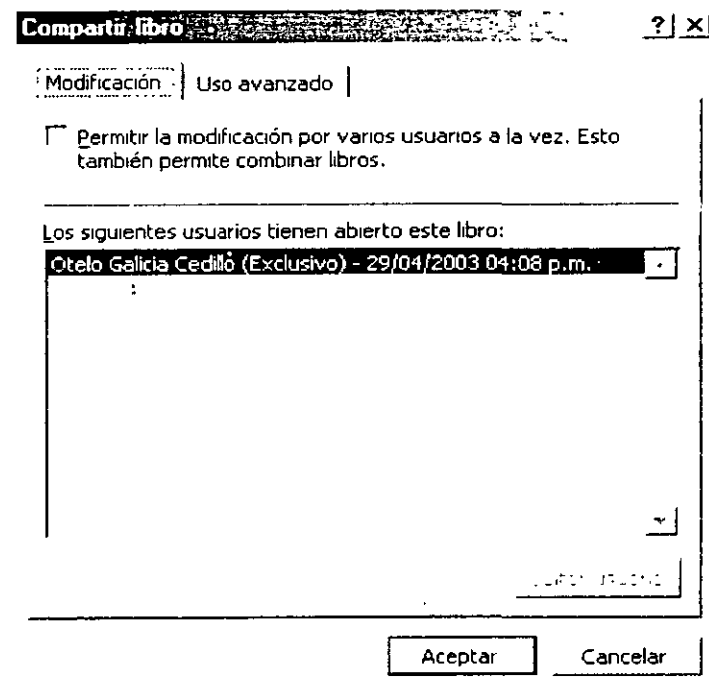 Compartir libro
? ×
Modificación Uso avanzado
Permitir la modificación por varios usuarios a la vez. Esto
también permite combinar libros.
Los siguientes usuarios tienen abierto este libro:
Otelo Galicia Cedillo (Exclusivo) - 29/04/2003 04:08 p.m.
Aceptar Cancelar